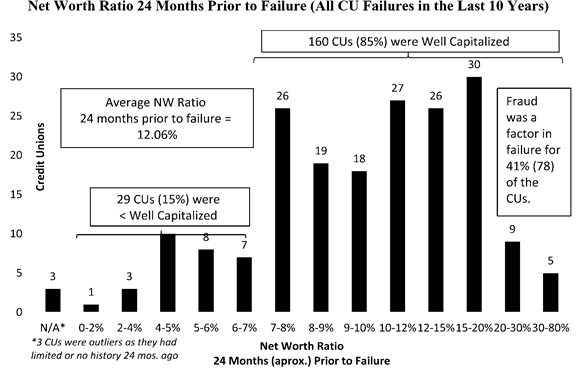 Net Worth Ratio 24 Months Prior to Failure (All CU Failures in the Last 10 Years)
160 CUs (85%) were Well Capitalized
Average NW Ratio
24 months prior to failure =
12.06%
29 CUs (15%) were
< Well Capitalized
Fraud
was a
factor in
failure for
41% (78)
of the
CUs.
Credit Unions
35
30
25
20
15
10
5
0
3
1
3
8
7
26
19
18
27
26
30
9
5
N/A* 0-2% 2-4% 4-5% 5-6% 6-7% 7-8% 8-9% 9-10% 10-12% 12-15% 15-20% 20-30% 30-80%
*3 CUs were outliers as they had
limited or no history 24 mos. ago
Net Worth Ratio
24 Months (aprox.) Prior to Failure